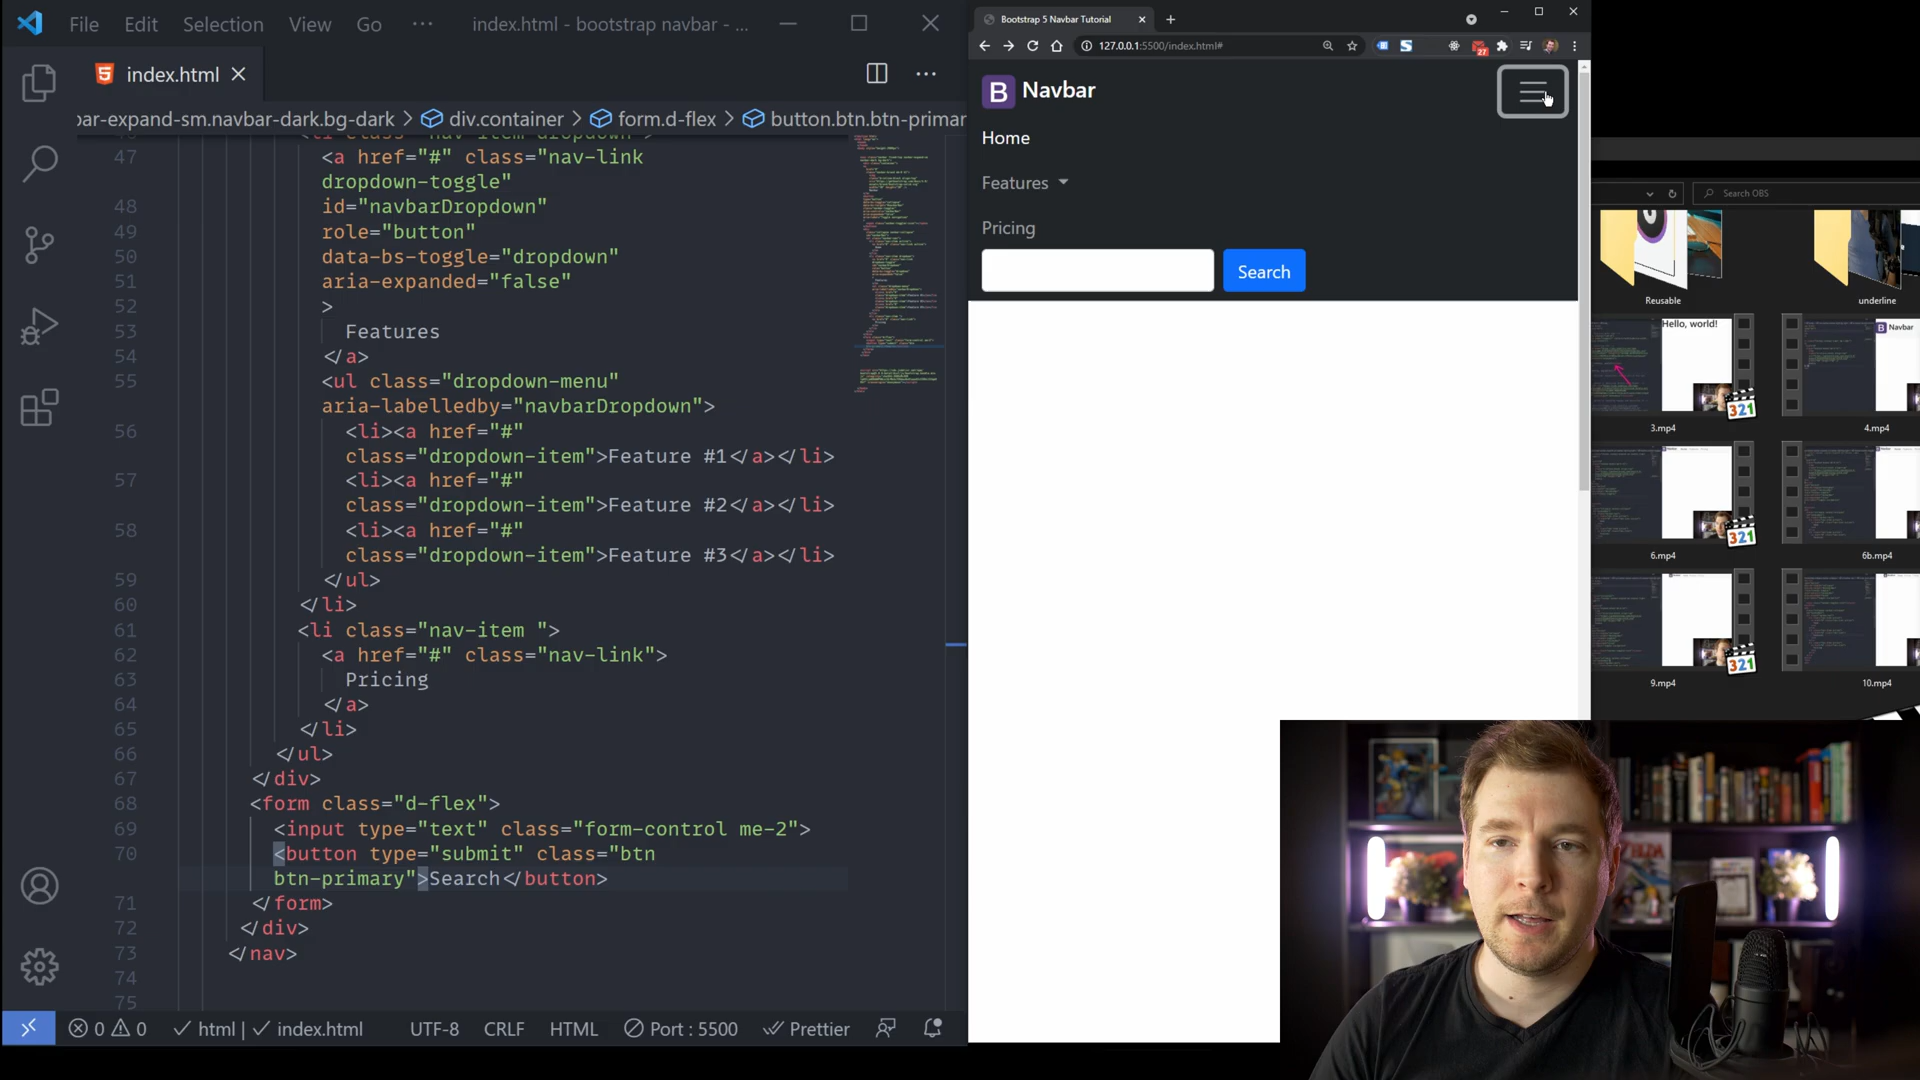 File Edit Selection View Go ··· index.html - bootstrap navbar - ...
index.html
bar-expand-sm.navbar-dark.bg-dark > div.container > form.d-flex > button.btn.btn-primar
47 <a href="#" class="nav-link
dropdown-toggle"
48 id="navbarDropdown"
49 role="button"
50 data-bs-toggle="dropdown"
51 aria-expanded="false"
52 >
53 Features
54 </a>
55 <ul class="dropdown-menu"
aria-labelledby="navbarDropdown">
56 <li><a href="#"
class="dropdown-item">Feature #1</a></li>
57 <li><a href="#"
class="dropdown-item">Feature #2</a></li>
58 <li><a href="#"
class="dropdown-item">Feature #3</a></li>
59 </ul>
60 </li>
61 <li class="nav-item ">
62 <a href="#" class="nav-link">
63 Pricing
64 </a>
65 </li>
66 </ul>
67 </div>
68 <form class="d-flex">
69 <input type="text" class="form-control me-2">
70 <button type="submit" class="btn
btn-primary">Search</button>
71 </form>
72 </div>
73 </nav>
74
75
0 0 html | index.html UTF-8 CRLF HTML Port : 5500 Prettier
Bootstrap 5 Navbar Tutorial
127.0.0.1:5500/index.html#
27
B Navbar
Home
Features
Pricing
Search
Search OBS
Reusable underline
Hello, world!
Navbar
321
3.mp4 4.mp4
321
6.mp4 6b.mp4
321
9.mp4 10.mp4